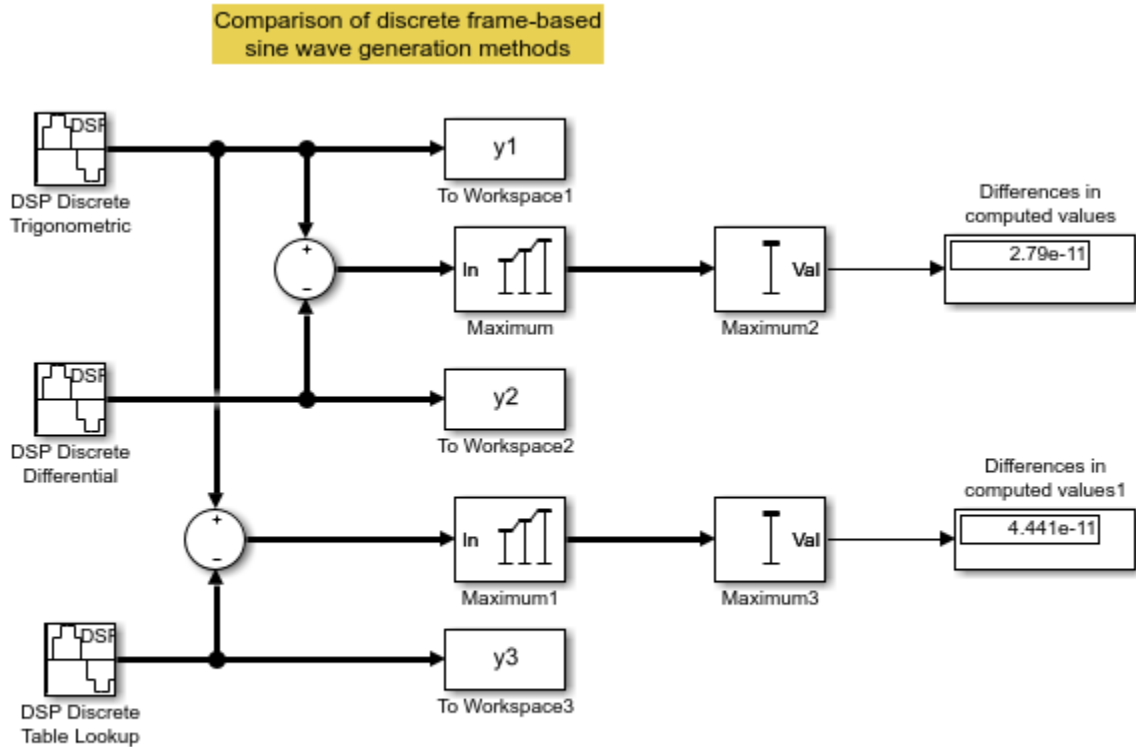 Comparison of discrete frame-based
sine wave generation methods
DSP
y1
DSP Discrete
Trigonometric
To Workspace1
Differences in
computed values
+
−
In
Val
2.79e-11
Maximum
Maximum2
DSP
y2
DSP Discrete
Differential
To Workspace2
Differences in
computed values1
+
−
In
Val
4.441e-11
Maximum1
Maximum3
DSP
y3
DSP Discrete
Table Lookup
To Workspace3